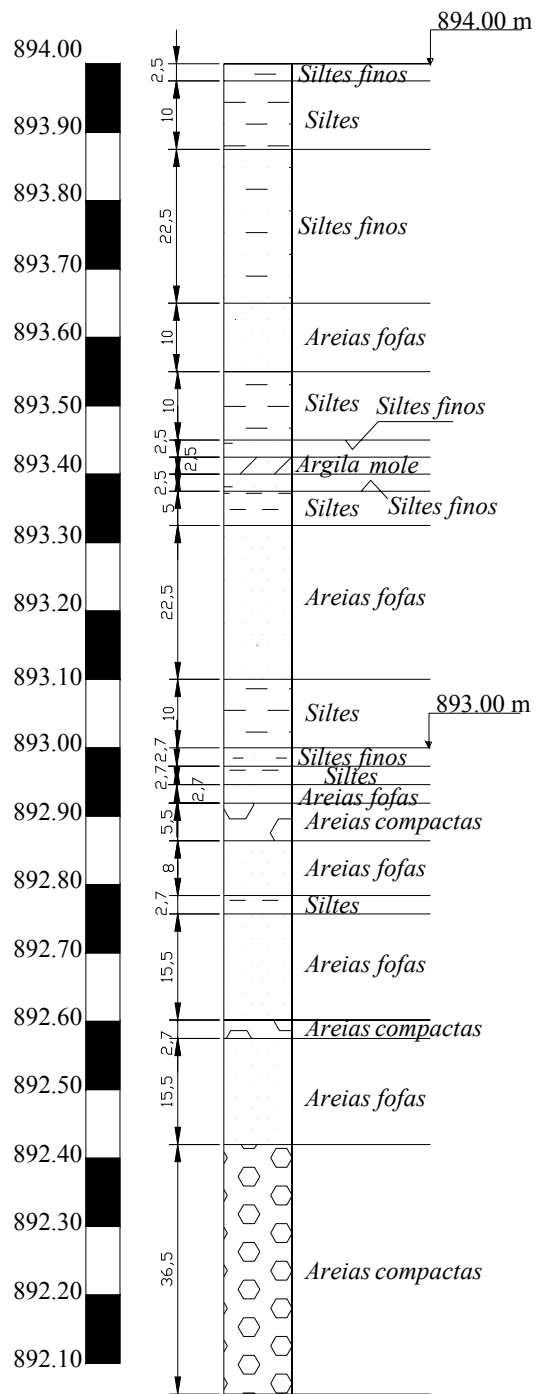 894.00 m
894.00
2,5
Siltes finos
10
Siltes
893.90
893.80
22,5
Siltes finos
893.70
893.60
10
Areias fofas
893.50
10
Siltes
Siltes finos
2,5
2,5
Argila mole
893.40
2,5
Siltes finos
5
Siltes
893.30
893.20
22,5
Areias fofas
893.10
10
Siltes
893.00 m
893.00
2,7
Siltes finos
2,7
Siltes
2,7
Areias fofas
892.90
5,5
Areias compactas
8
Areias fofas
892.80
2,7
Siltes
892.70
15,5
Areias fofas
892.60
2,7
Areias compactas
892.50
15,5
Areias fofas
892.40
892.30
36,5
Areias compactas
892.20
892.10